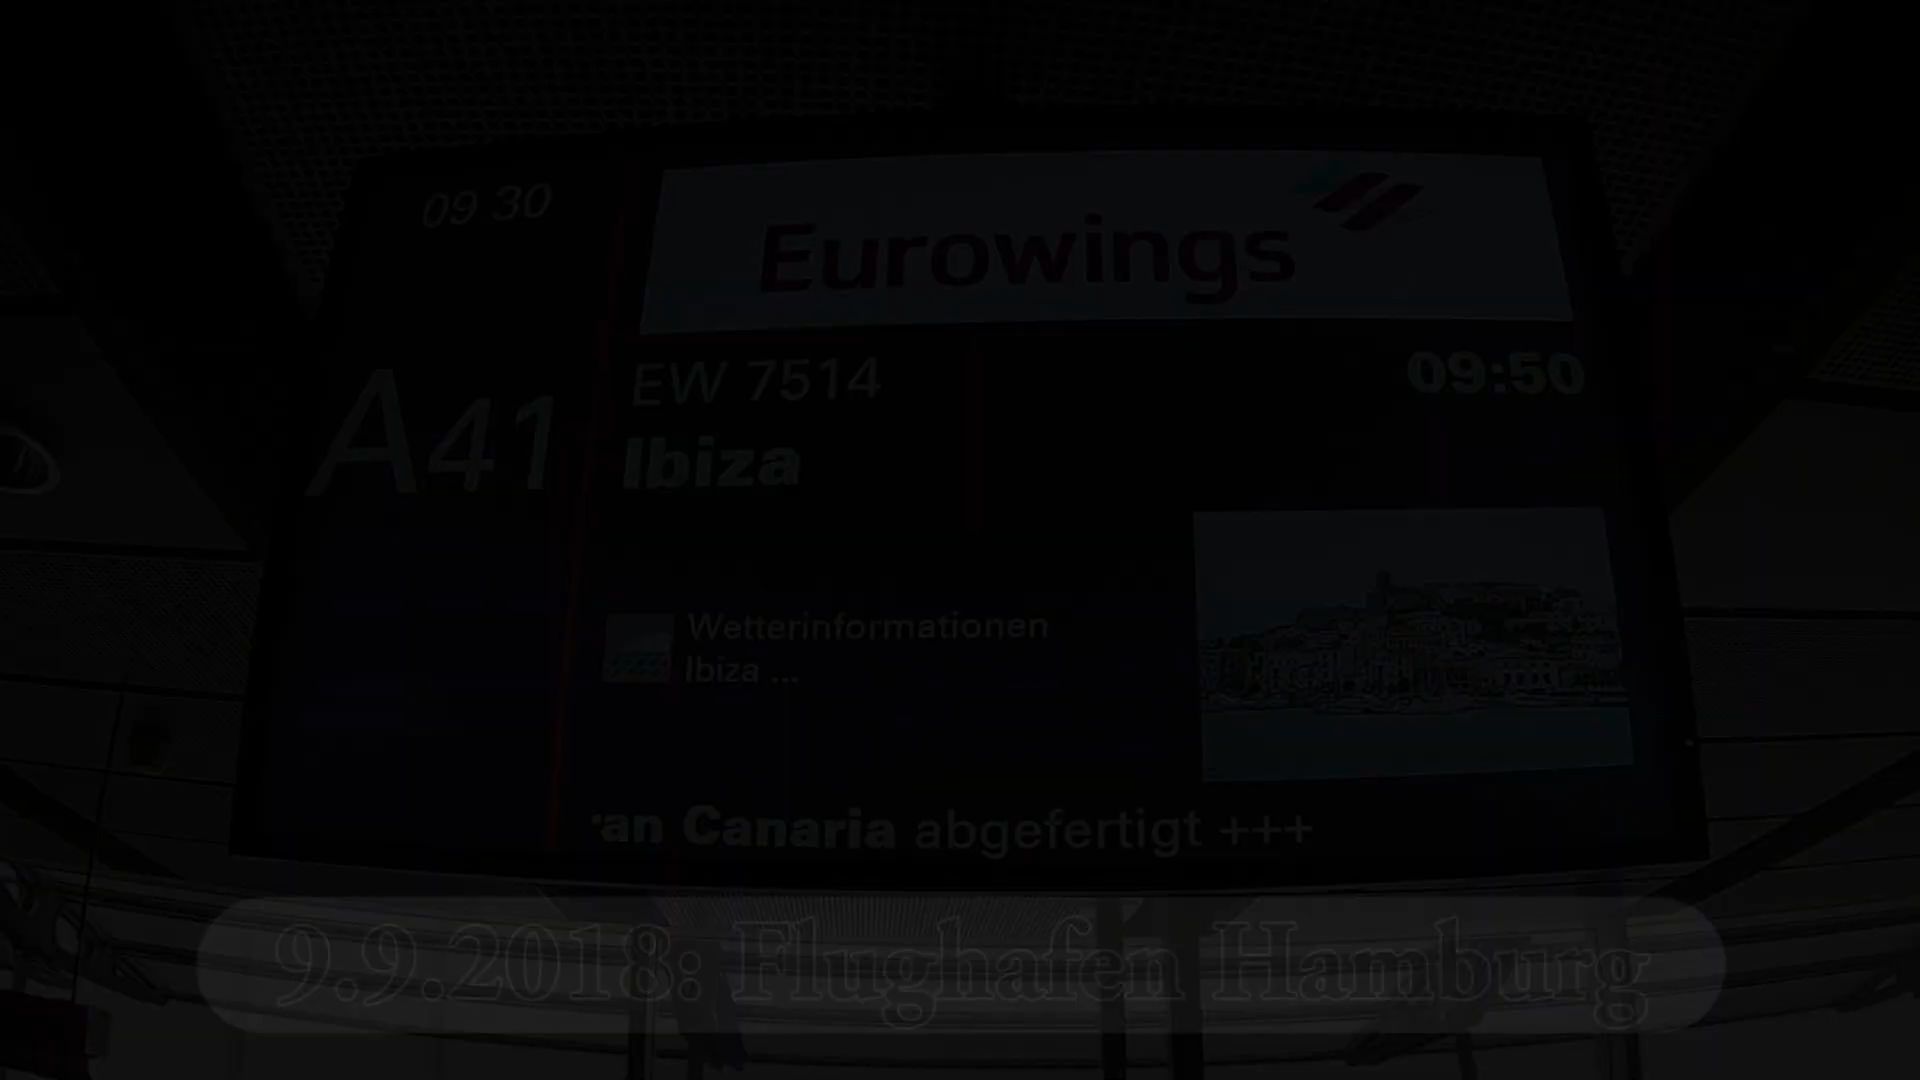 09 30
Eurowings
A41
EW 7514
09:50
Ibiza
Wetterinformationen
Ibiza ...
an Canaria abgefertigt +++
9.9.2018: Flughafen Hamburg